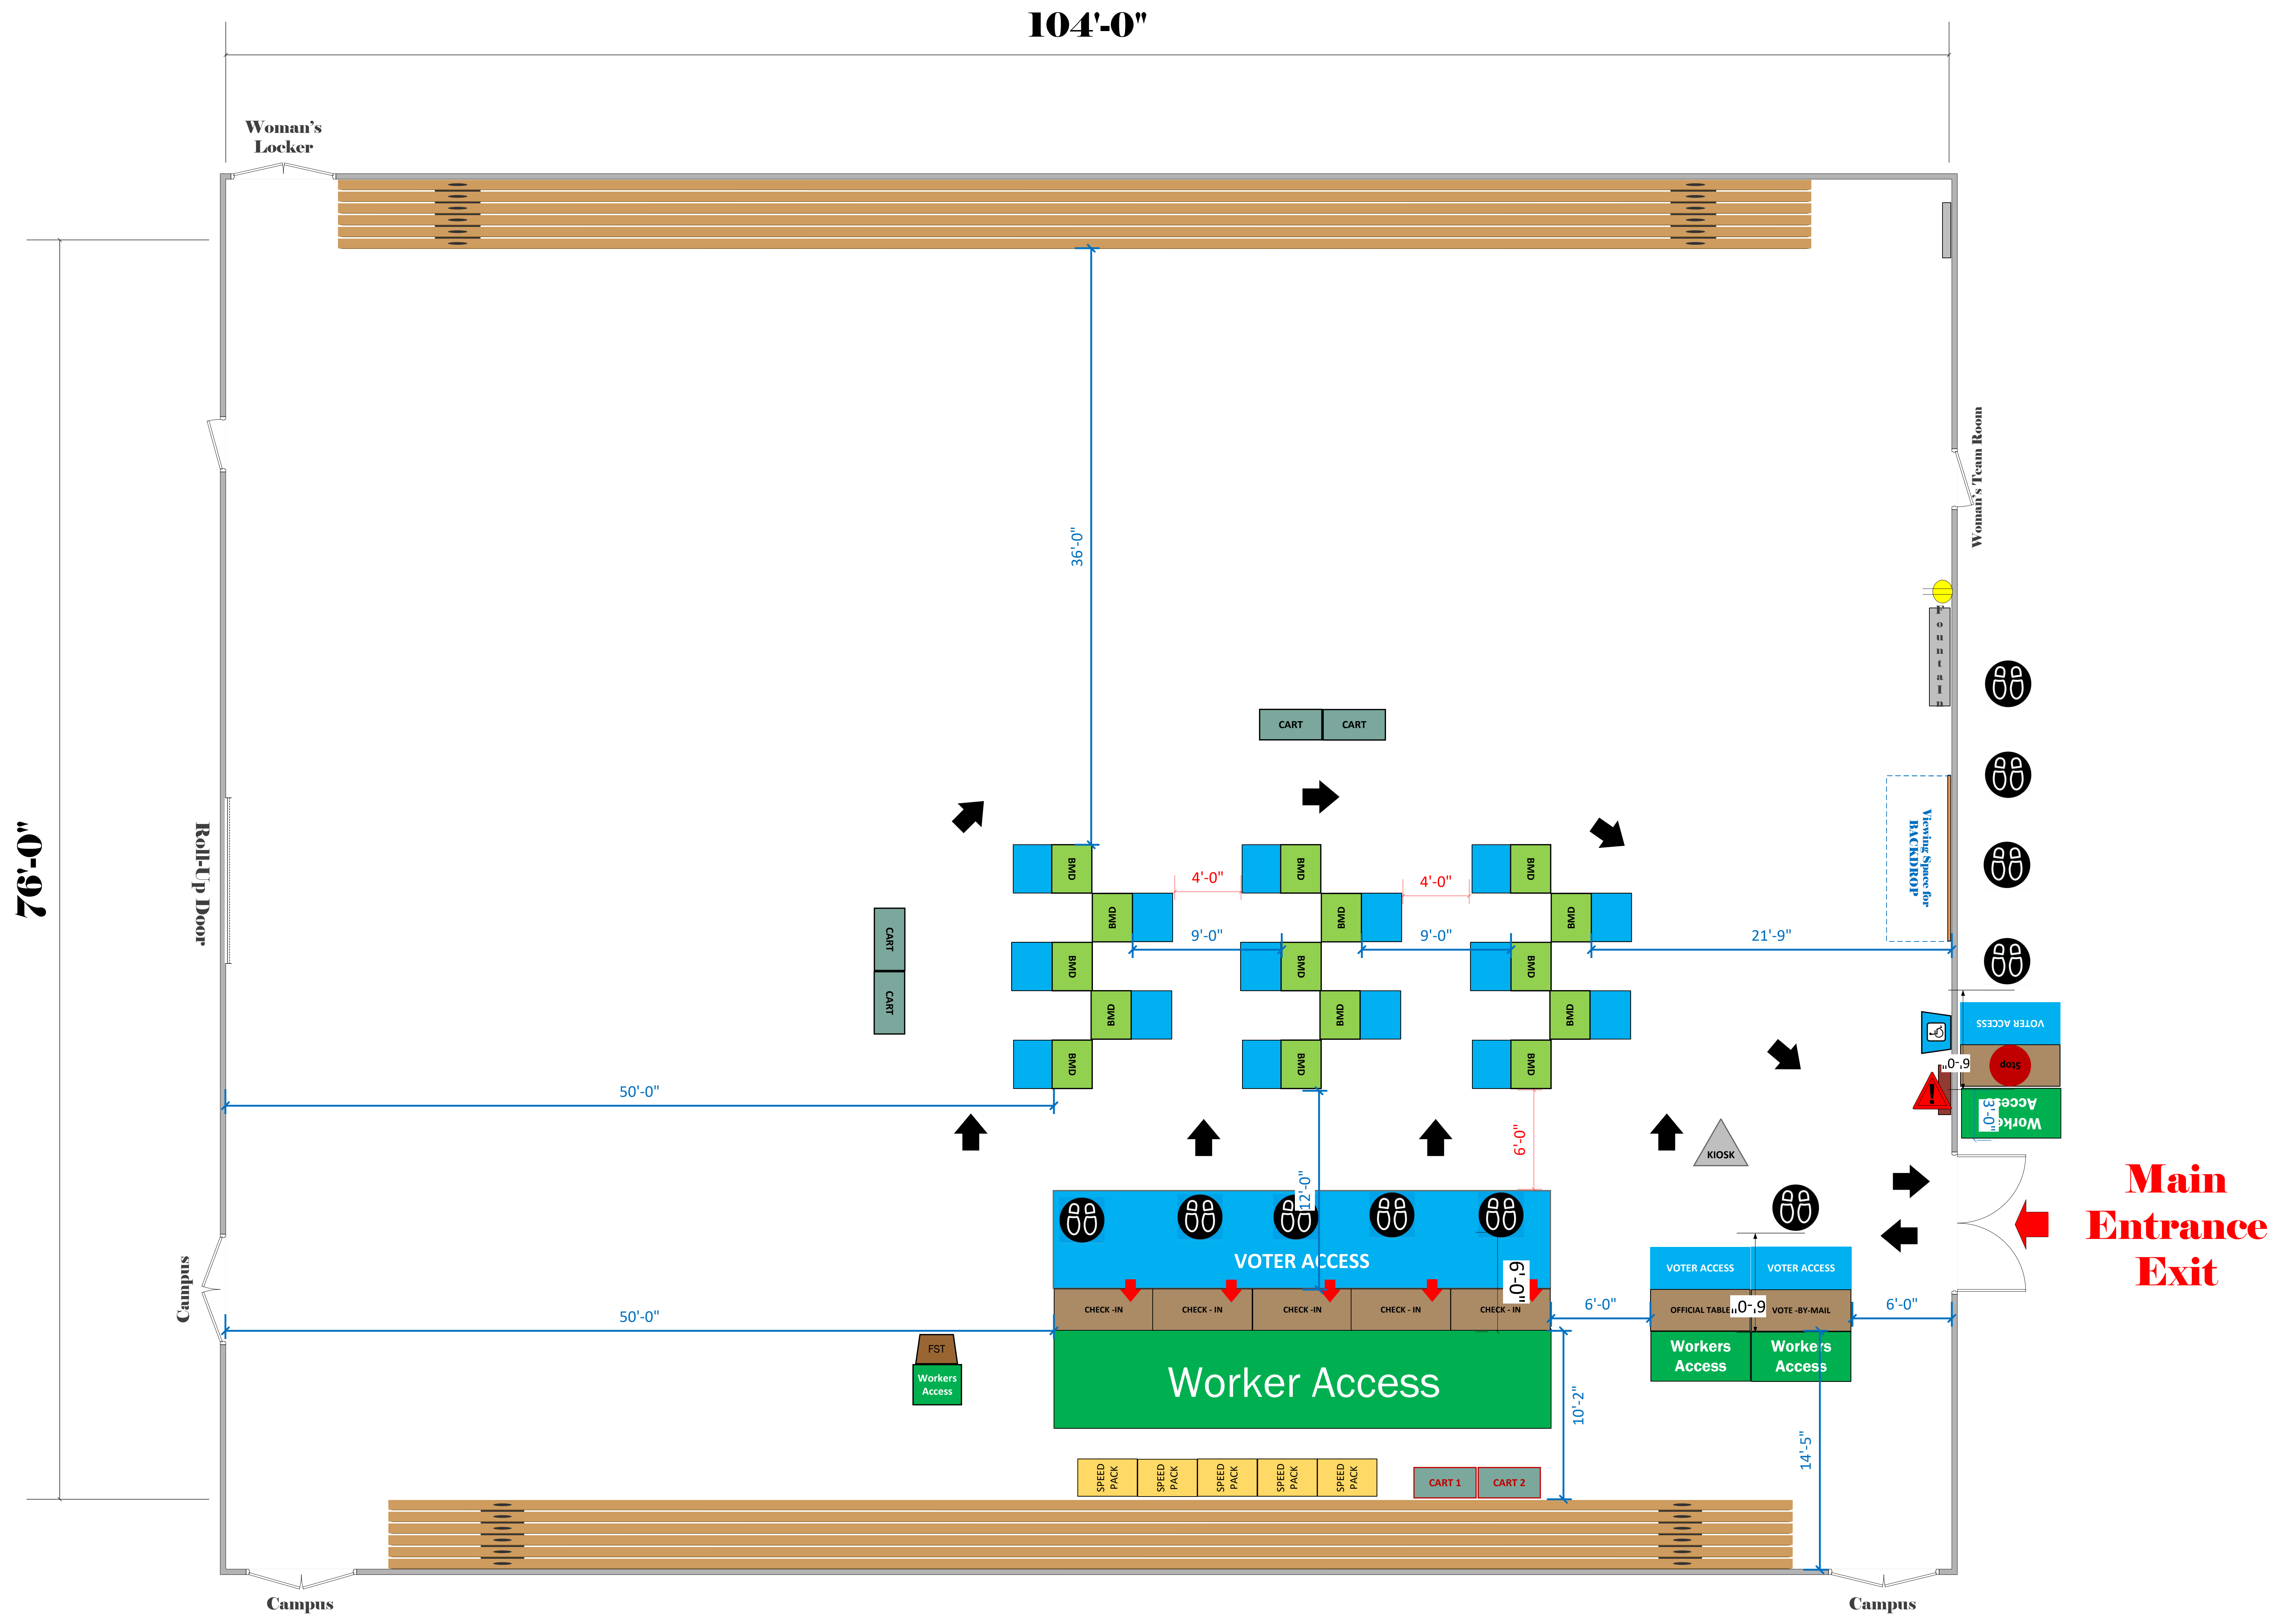 104'-0"
Woman's
Locker
76'-0"
36'-0"
Woman's Team Room
Fountain
CART
CART
Roll-Up Door
Viewing Space for
BACKDROP
BMD
BMD
BMD
4'-0"
4'-0"
BMD
BMD
BMD
CART
CART
9'-0"
9'-0"
21'-9"
BMD
BMD
BMD
BMD
BMD
BMD
BMD
BMD
BMD
VOTER ACCESS
Stop
6'-0"
Worker
Access
3'-0"
50'-0"
6'-0"
KIOSK
12'-0"
Main
Entrance
Exit
Campus
VOTER ACCESS
6'-0"
VOTER ACCESS
VOTER ACCESS
CHECK -IN
CHECK - IN
CHECK -IN
CHECK - IN
CHECK - IN
6'-0"
OFFICIAL TABLE
6'-0"
VOTE -BY-MAIL
6'-0"
50'-0"
FST
Workers
Access
Worker Access
Workers
Access
Workers
Access
10'-2"
14'-5"
SPEED
PACK
SPEED
PACK
SPEED
PACK
SPEED
PACK
SPEED
PACK
CART 1
CART 2
Campus
Campus